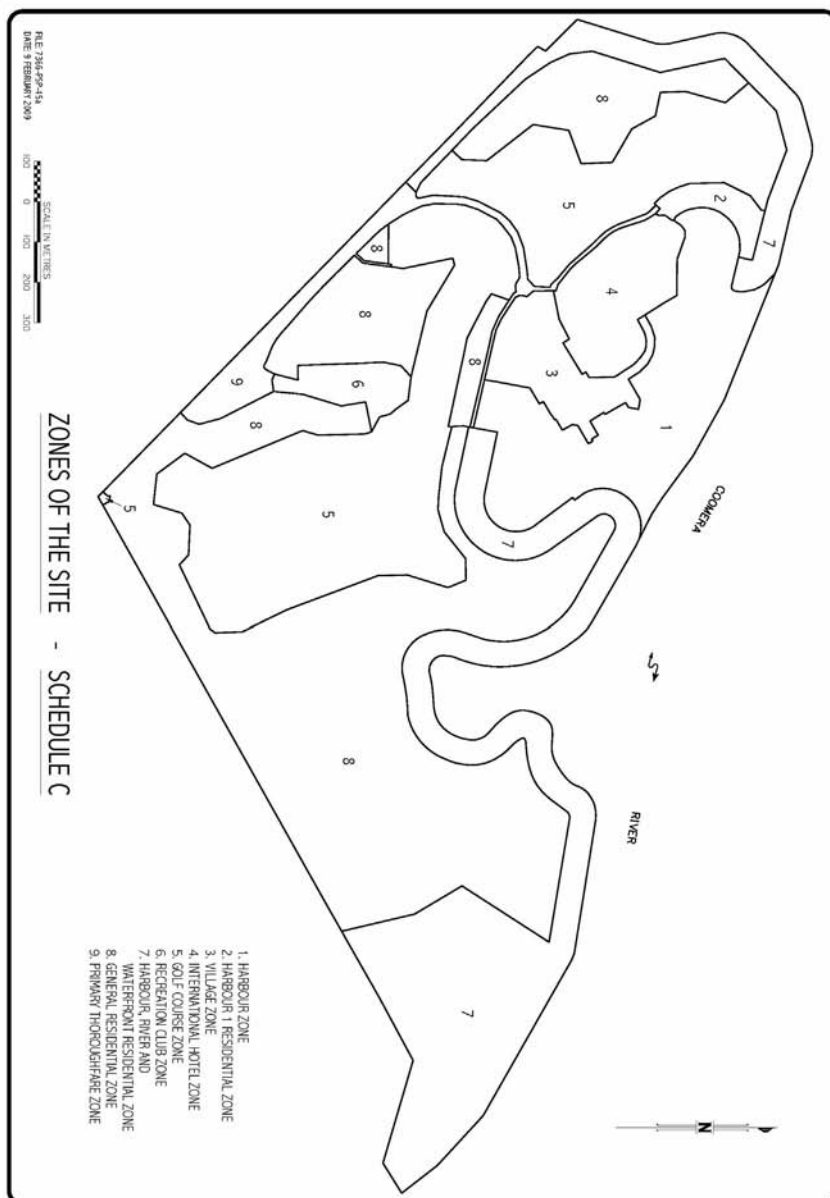 COOMERA
RIVER
N
8
5
2
7
4
3
1
8
8
8
6
9
8
5
5
7
8
7
1. HARBOUR ZONE
2. HARBOUR 1 RESIDENTIAL ZONE
3. VILLAGE ZONE
4. INTERNATIONAL HOTEL ZONE
5. GOLF COURSE ZONE
6. RECREATION CLUB ZONE
7. HARBOUR, RIVER AND
WATERFRONT RESIDENTIAL ZONE
8. GENERAL RESIDENTIAL ZONE
9. PRIMARY THOROUGHFARE ZONE
ZONES OF THE SITE - SCHEDULE C
SCALE IN METRES
100 0 100 200 300
FILE: 7366-PSP-45a
DATE: 9 FEBRUARY 2009